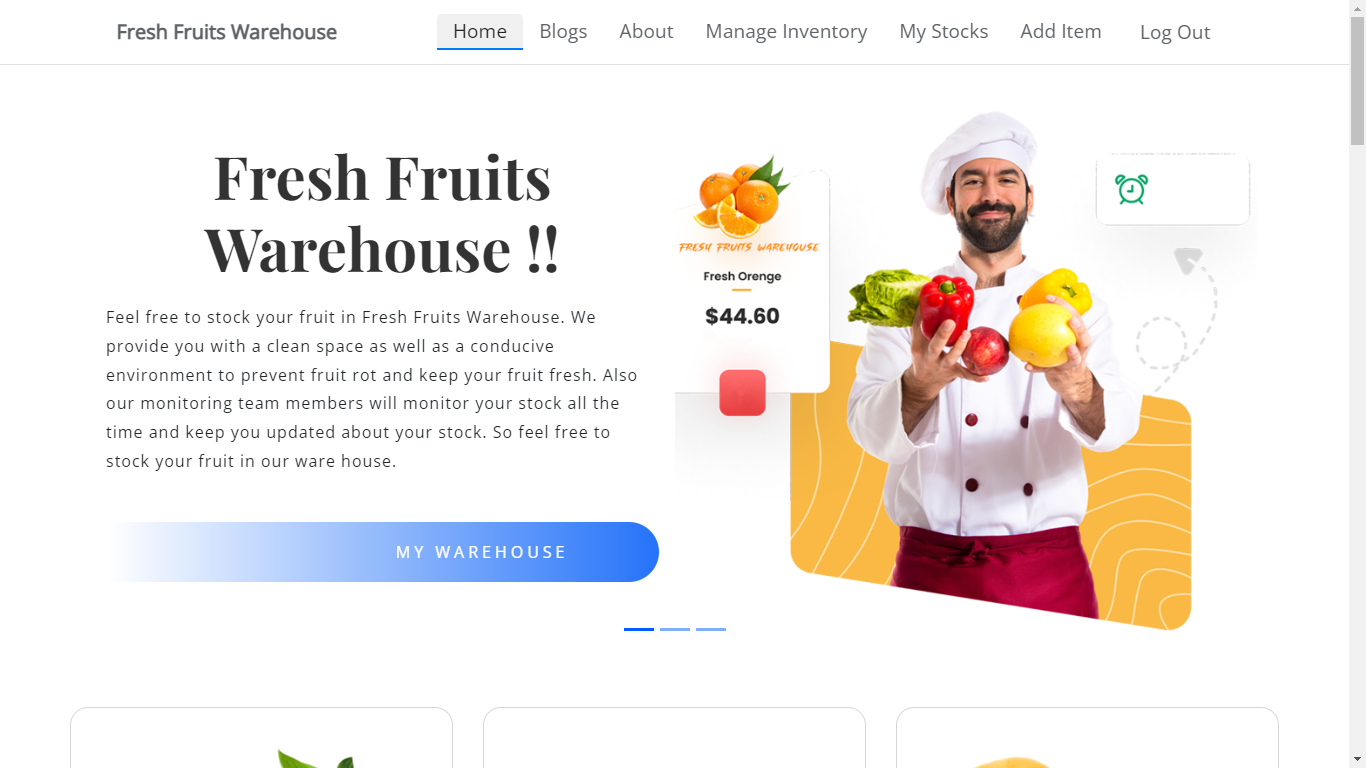 Fresh Fruits Warehouse
Home
Blogs
About
Manage Inventory
My Stocks
Add Item
Log Out
Fresh Fruits
Warehouse !!
Feel free to stock your fruit in Fresh Fruits Warehouse. We
provide you with a clean space as well as a conducive
environment to prevent fruit rot and keep your fruit fresh. Also
our monitoring team members will monitor your stock all the
time and keep you updated about your stock. So feel free to
stock your fruit in our ware house.
MY WAREHOUSE
FRESH FRUITS WAREHOUSE
Fresh Orenge
$44.60